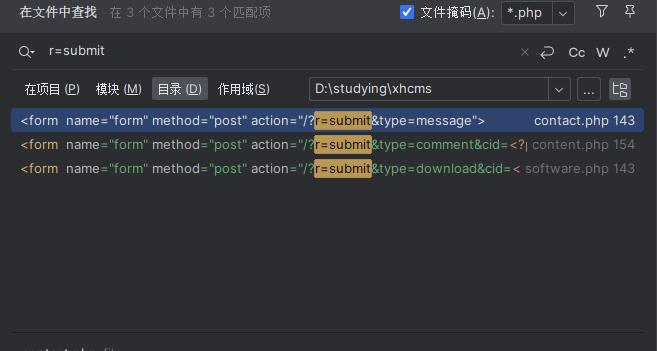 在文件中查找 在 3 个文件中有 3 个匹配项 文件掩码(A): *.php
r=submit Cc W .*
在项目 (P) 模块 (M) 目录 (D) 作用域(S) D:\studying\xhcms ...
<form name="form" method="post" action="/?r=submit&type=message"> contact.php 143
<form name="form" method="post" action="/?r=submit&type=comment&cid=<?| content.php 154
<form name="form" method="post" action="/?r=submit&type=download&cid=< software.php 143